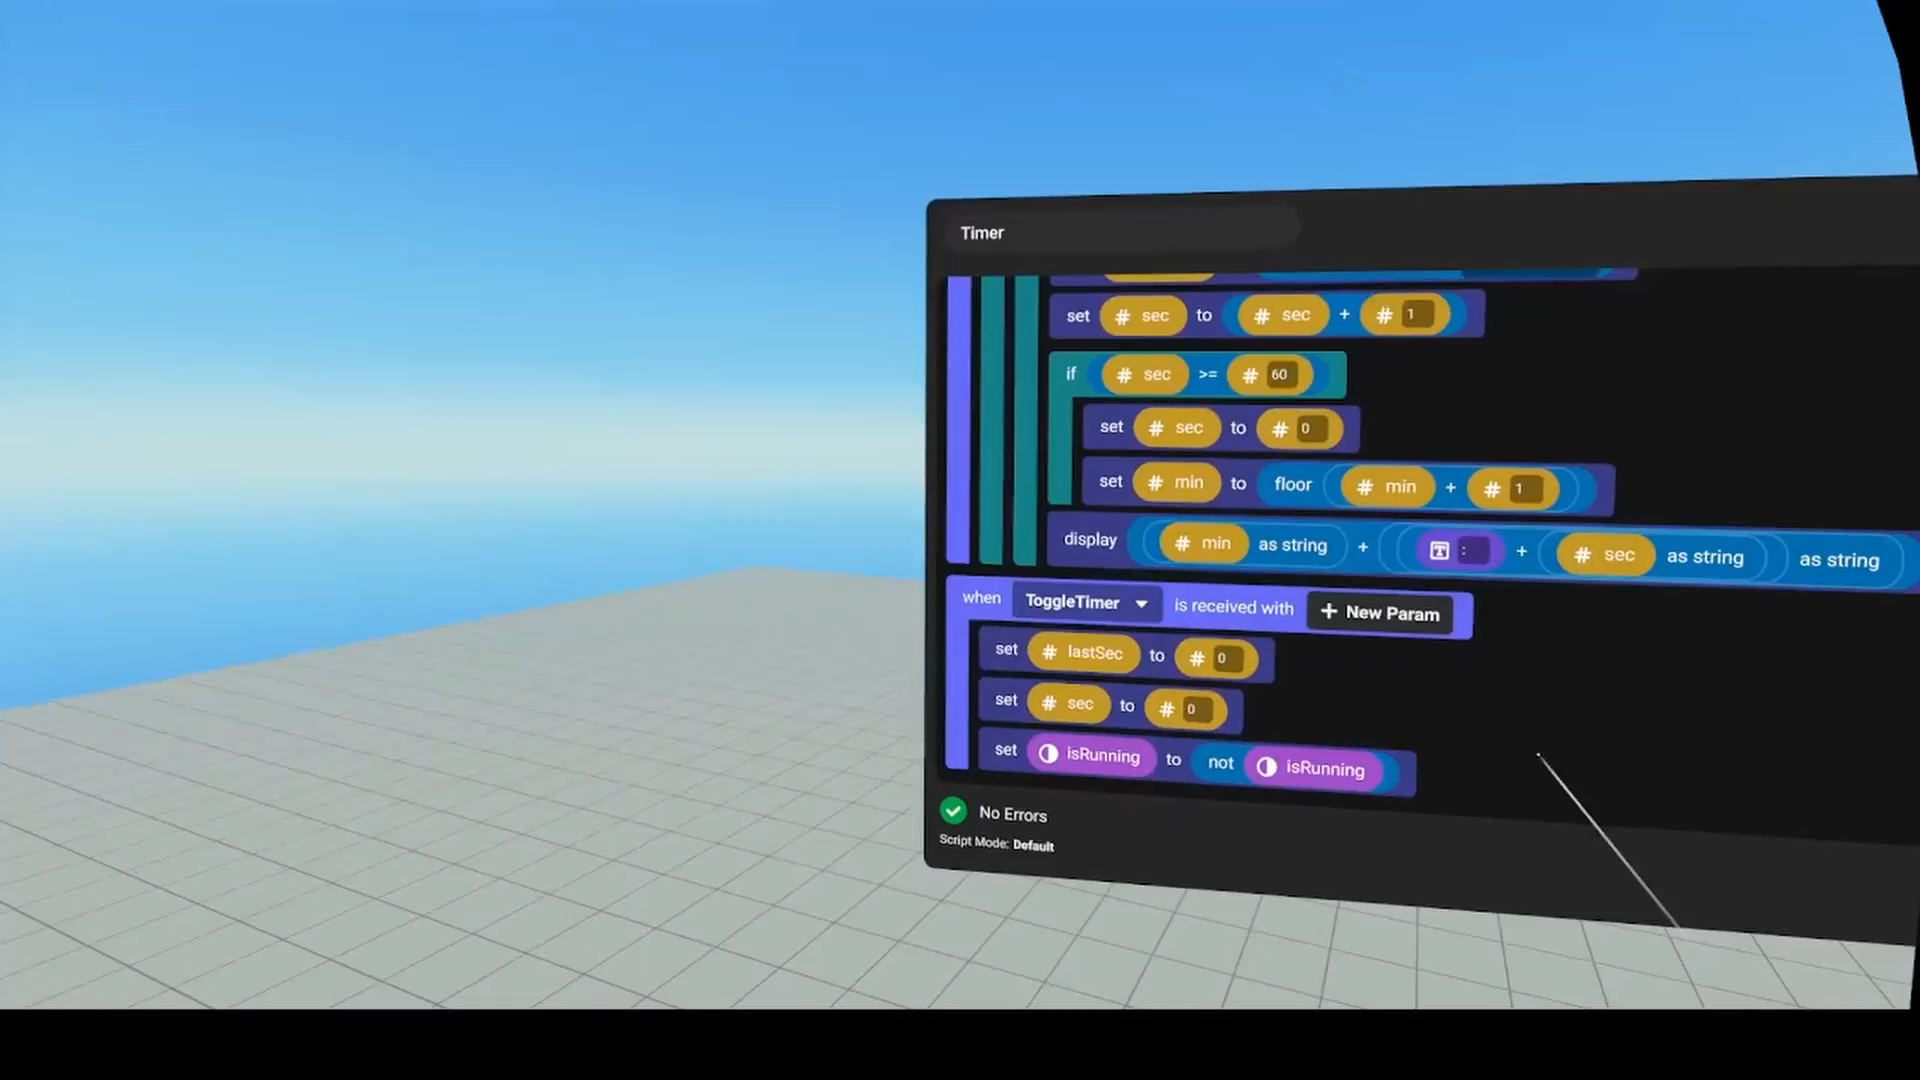 Timer
set # sec to # sec + # 1
if # sec >= # 60
set # sec to # 0
set # min to floor # min + # 1
display # min as string + T : + # sec as string as string
when ToggleTimer is received with + New Param
set # lastSec to # 0
set # sec to # 0
set isRunning to not isRunning
No Errors
Script Mode: Default